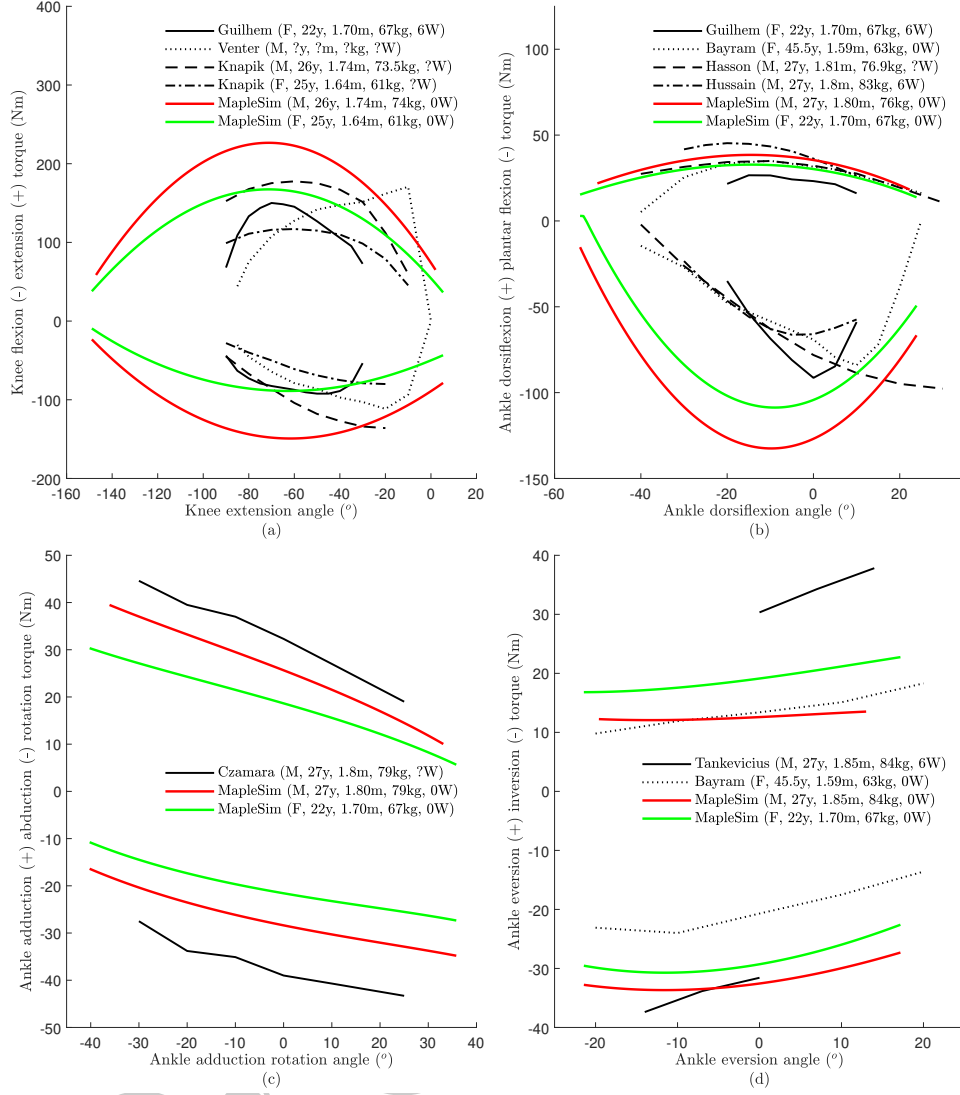 400
350
300
250
200
150
100
50
0
-50
-100
-150
-200
Knee flexion (-) extension (+) torque (Nm)
Guilhem (F, 22y, 1.70m, 67kg, 6W)
Venter (M, ?y, ?m, ?kg, ?W)
Knapik (M, 26y, 1.74m, 73.5kg, ?W)
Knapik (F, 25y, 1.64m, 61kg, ?W)
MapleSim (M, 26y, 1.74m, 74kg, 0W)
MapleSim (F, 25y, 1.64m, 61kg, 0W)
-160 -140 -120 -100 -80 -60 -40 -20 0 20
Knee extension angle (°)
(a)
100
50
0
-50
-100
-150
Ankle dorsiflexion (+) plantar flexion (-) torque (Nm)
Guilhem (F, 22y, 1.70m, 67kg, 6W)
Bayram (F, 45.5y, 1.59m, 63kg, 0W)
Hasson (M, 27y, 1.81m, 76.9kg, ?W)
Hussain (M, 27y, 1.8m, 83kg, 6W)
MapleSim (M, 27y, 1.80m, 76kg, 0W)
MapleSim (F, 22y, 1.70m, 67kg, 0W)
-60 -40 -20 0 20
Ankle dorsiflexion angle (°)
(b)
50
40
30
20
10
0
-10
-20
-30
-40
-50
Ankle adduction (+) abduction (-) rotation torque (Nm)
Czamara (M, 27y, 1.8m, 79kg, ?W)
MapleSim (M, 27y, 1.80m, 79kg, 0W)
MapleSim (F, 22y, 1.70m, 67kg, 0W)
-40 -30 -20 -10 0 10 20 30 40
Ankle adduction rotation angle (°)
(c)
40
30
20
10
0
-10
-20
-30
-40
Ankle eversion (+) inversion (-) torque (Nm)
Tankevicius (M, 27y, 1.85m, 84kg, 6W)
Bayram (F, 45.5y, 1.59m, 63kg, 0W)
MapleSim (M, 27y, 1.85m, 84kg, 0W)
MapleSim (F, 22y, 1.70m, 67kg, 0W)
-20 -10 0 10 20
Ankle eversion angle (°)
(d)